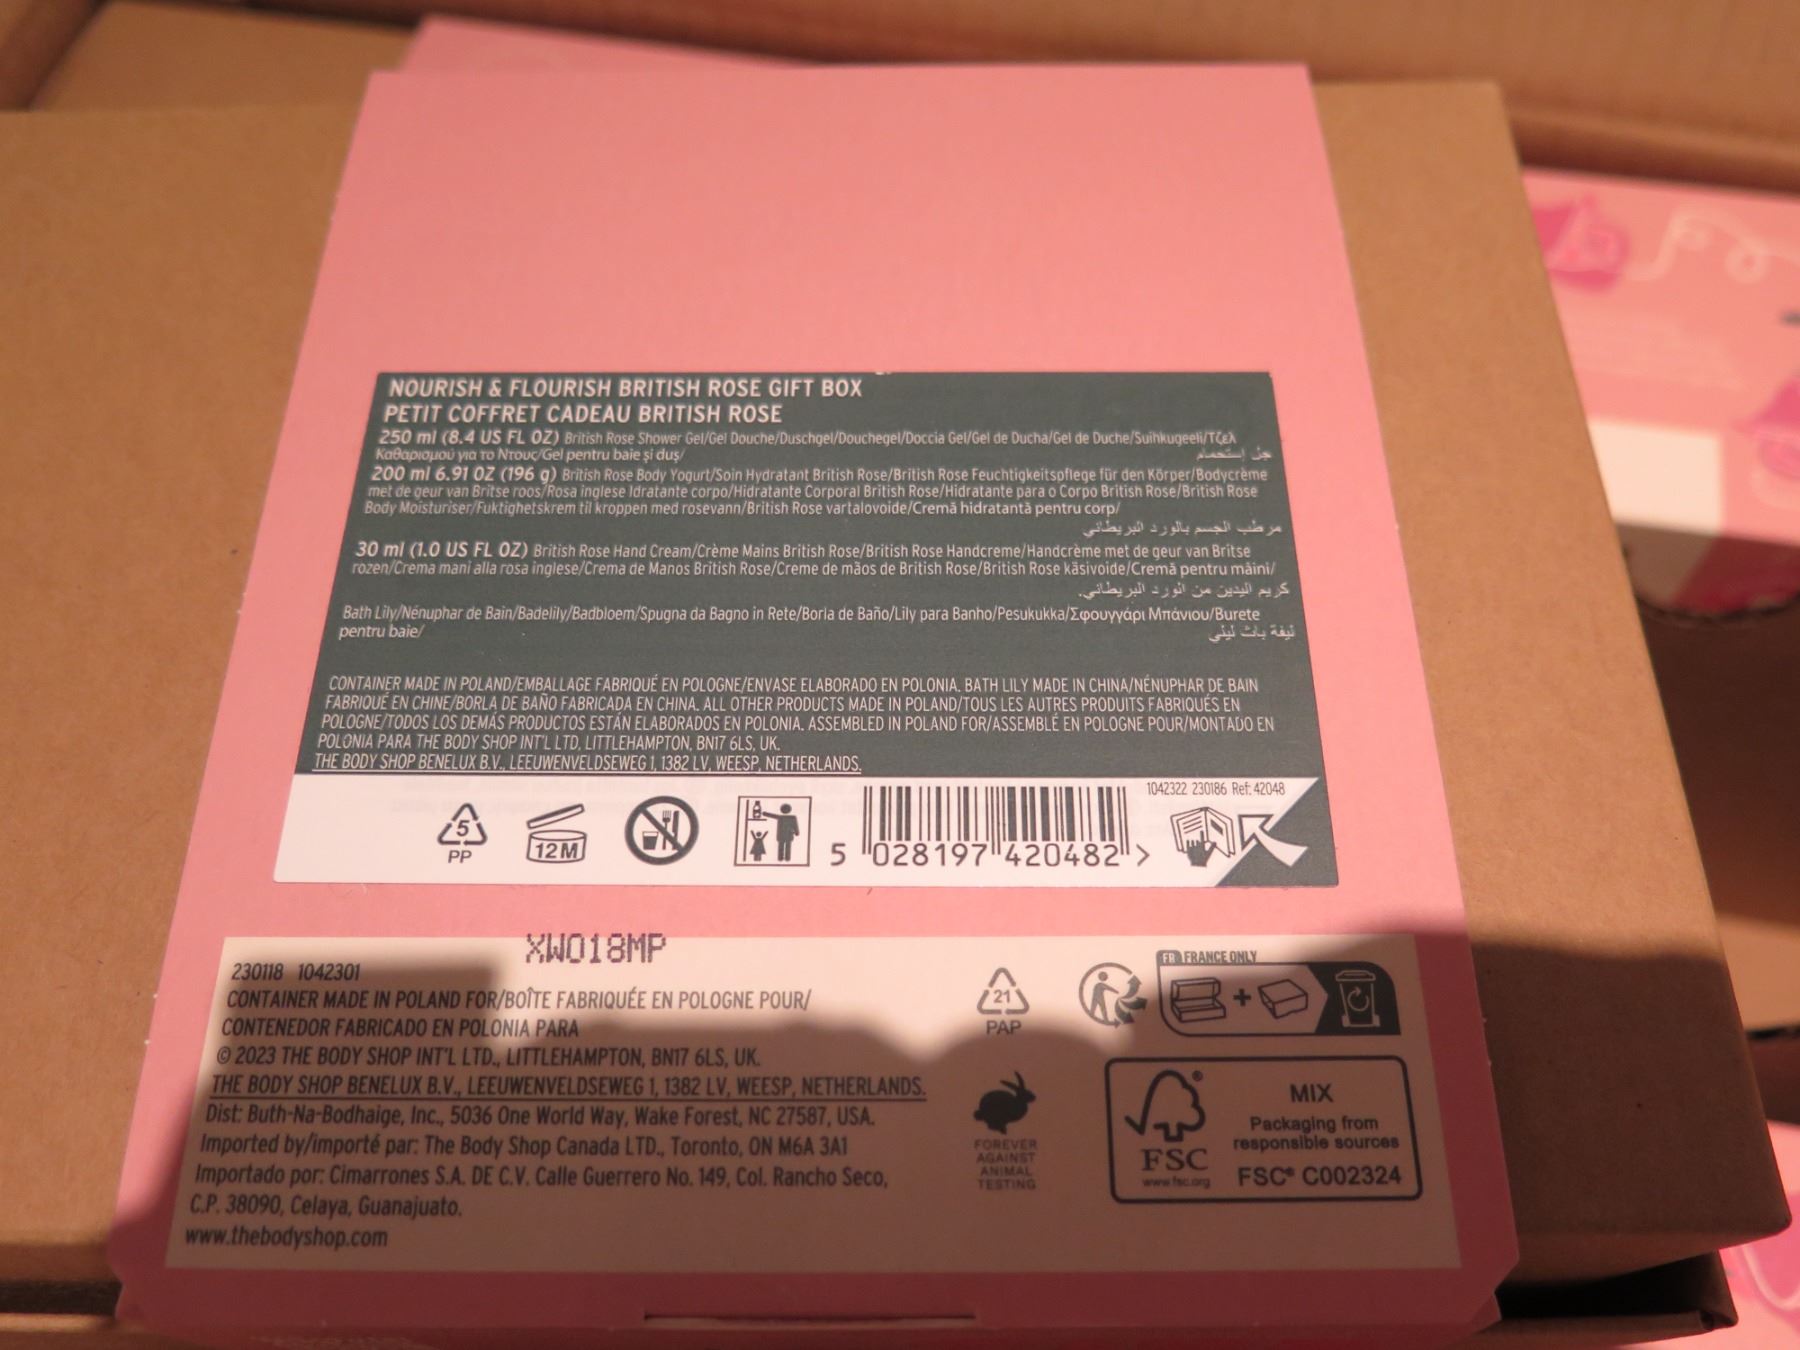 NOURISH & FLOURISH BRITISH ROSE GIFT BOX
PETIT COFFRET CADEAU BRITISH ROSE
250 ml (8.4 US FL OZ) British Rose Shower Gel/Gel Douche/Duschgel/Douchegel/Doccia Gel/Gel de Ducha/Gel de Duche/Suihkugeeli/Τζελ
Καθαρισμού για το Ντους/Gel pentru baie și duș/ جل إستحمام
200 ml 6.91 OZ (196 g) British Rose Body Yogurt/Soin Hydratant British Rose/British Rose Feuchtigkeitspflege für den Körper/Bodycrème
met de geur van Britse roos/Rosa inglese Idratante corpo/Hidratante Corporal British Rose/Hidratante para o Corpo British Rose/British Rose
Body Moisturiser/Fuktighetskrem til kroppen med rosevann/British Rose vartalovoide/Cremă hidratantă pentru corp/
مرطب الجسم بالورد البريطاني
30 ml (1.0 US FL OZ) British Rose Hand Cream/Crème Mains British Rose/British Rose Handcreme/Handcrème met de geur van Britse
rozen/Crema mani alla rosa inglese/Crema de Manos British Rose/Creme de mãos de British Rose/British Rose käsivoide/Cremă pentru mâini/
كريم اليدين من الورد البريطاني.
Bath Lily/Nénuphar de Bain/Badelily/Badbloem/Spugna da Bagno in Rete/Borla de Baño/Lily para Banho/Pesukukka/Σφουγγάρι Μπάνιου/Burete
pentru baie/ ليفة باث ليلي
CONTAINER MADE IN POLAND/EMBALLAGE FABRIQUÉ EN POLOGNE/ENVASE ELABORADO EN POLONIA. BATH LILY MADE IN CHINA/NÉNUPHAR DE BAIN
FABRIQUÉ EN CHINE/BORLA DE BAÑO FABRICADA EN CHINA. ALL OTHER PRODUCTS MADE IN POLAND/TOUS LES AUTRES PRODUITS FABRIQUÉS EN
POLOGNE/TODOS LOS DEMÁS PRODUCTOS ESTÁN ELABORADOS EN POLONIA. ASSEMBLED IN POLAND FOR/ASSEMBLÉ EN POLOGNE POUR/MONTADO EN
POLONIA PARA THE BODY SHOP INT'L LTD, LITTLEHAMPTON, BN17 6LS, UK.
THE BODY SHOP BENELUX B.V., LEEUWENVELDSEWEG 1, 1382 LV, WEESP, NETHERLANDS.
1042322 230186 Ref: 42048
5
PP
12M
5 028197 420482 >
XW018MP
230118 1042301
CONTAINER MADE IN POLAND FOR/BOÎTE FABRIQUÉE EN POLOGNE POUR/
CONTENEDOR FABRICADO EN POLONIA PARA
© 2023 THE BODY SHOP INT'L LTD., LITTLEHAMPTON, BN17 6LS, UK.
THE BODY SHOP BENELUX B.V., LEEUWENVELDSEWEG 1, 1382 LV, WEESP, NETHERLANDS.
Dist: Buth-Na-Bodhaige, Inc., 5036 One World Way, Wake Forest, NC 27587, USA.
Imported by/importé par: The Body Shop Canada LTD., Toronto, ON M6A 3A1
Importado por: Cimarrones S.A. DE C.V. Calle Guerrero No. 149, Col. Rancho Seco,
C.P. 38090, Celaya, Guanajuato.
www.thebodyshop.com
21
PAP
FR FRANCE ONLY
+
FOREVER
AGAINST
ANIMAL
TESTING
FSC
www.fsc.org
MIX
Packaging from
responsible sources
FSC® C002324